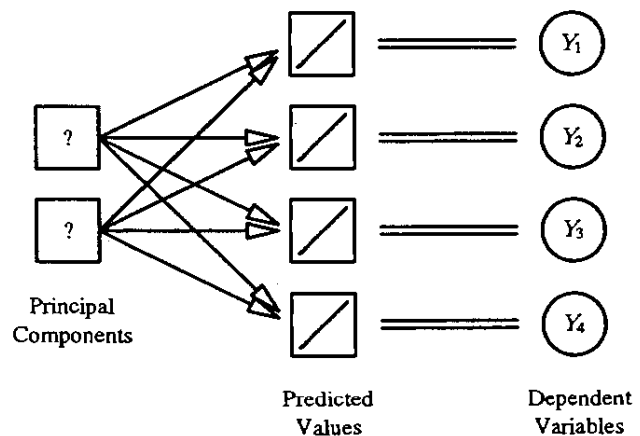 Y1
?
Y2
?
Y3
Principal
Components
Y4
Predicted
Values
Dependent
Variables